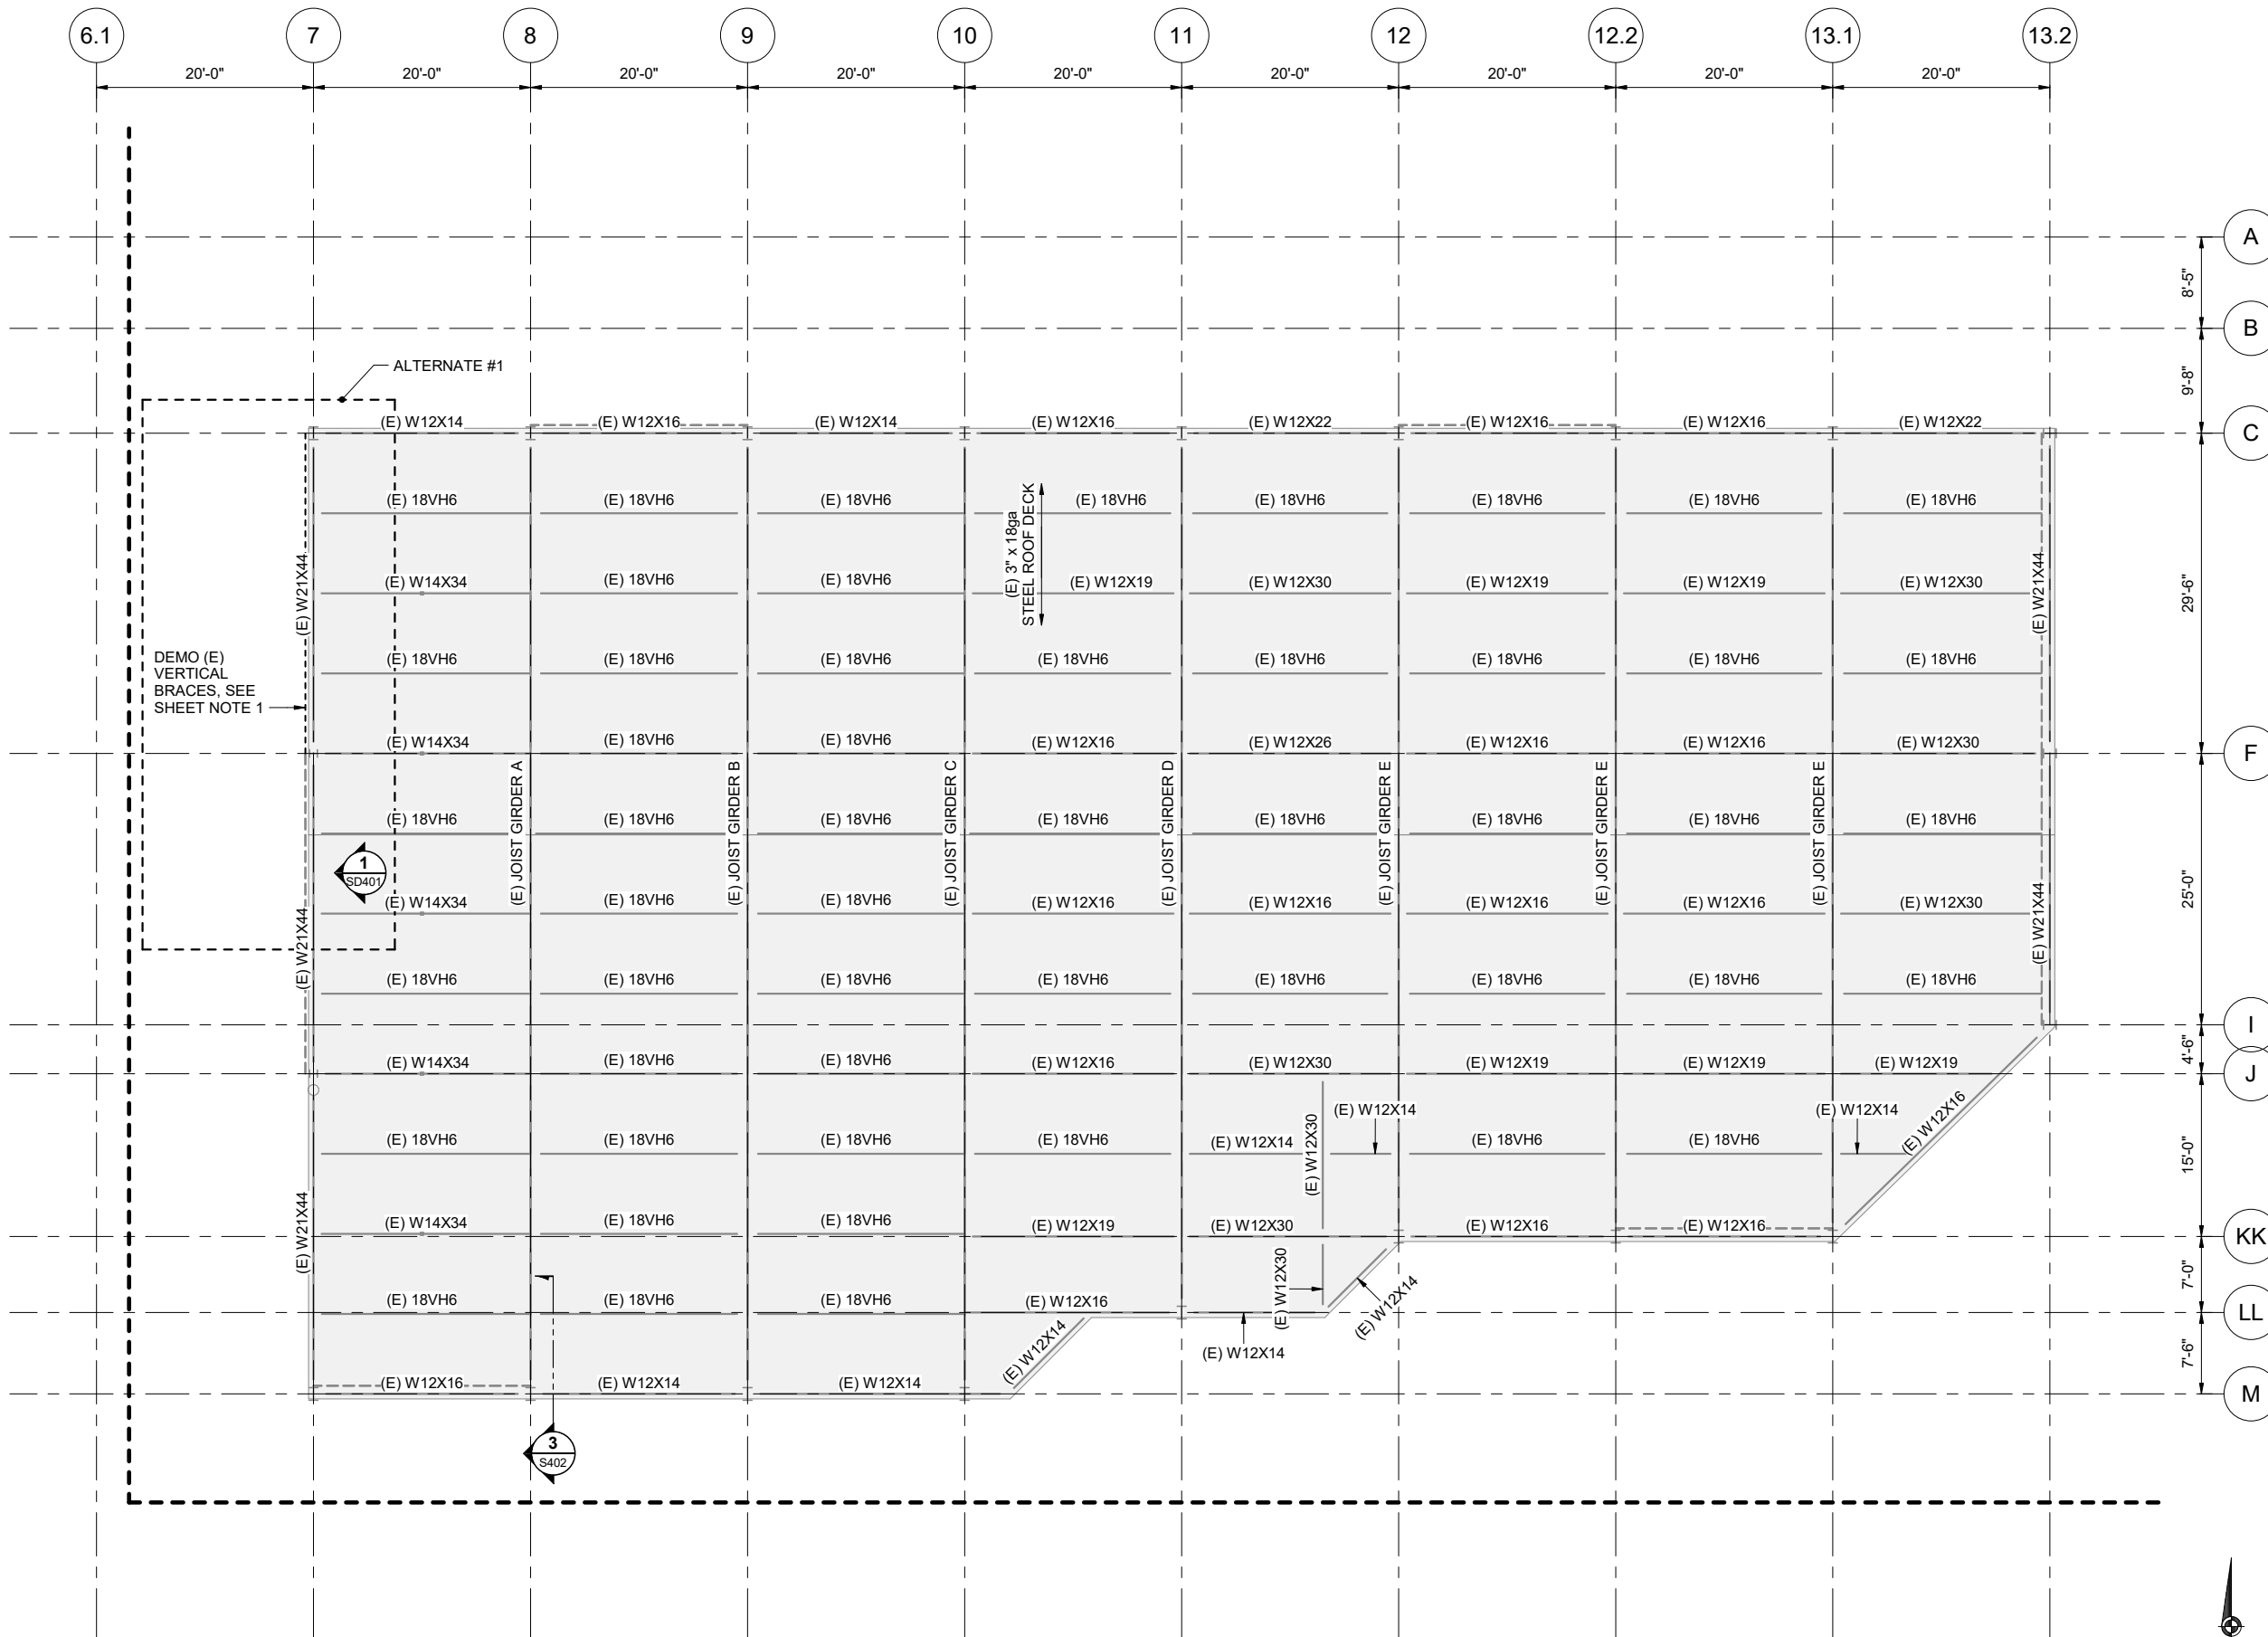 6.1 7 8 9 10 11 12 12.2 13.1 13.2
20'-0" 20'-0" 20'-0" 20'-0" 20'-0" 20'-0" 20'-0" 20'-0" 20'-0"
A
8'-5"
B
9'-8"
ALTERNATE #1
(E) W12X14 (E) W12X16 (E) W12X14 (E) W12X16 (E) W12X22 (E) W12X16 (E) W12X16 (E) W12X22
C
(E) 18VH6 (E) 18VH6 (E) 18VH6 (E) 18VH6 (E) 18VH6 (E) 18VH6 (E) 18VH6 (E) 18VH6
(E) 3" x 18ga
STEEL ROOF DECK
(E) W21X44
(E) W14X34 (E) 18VH6 (E) 18VH6 (E) W12X19 (E) W12X30 (E) W12X19 (E) W12X19 (E) W12X30
(E) W21X44
29'-6"
DEMO (E)
VERTICAL
BRACES, SEE
SHEET NOTE 1
(E) 18VH6 (E) 18VH6 (E) 18VH6 (E) 18VH6 (E) 18VH6 (E) 18VH6 (E) 18VH6 (E) 18VH6
(E) W14X34 (E) 18VH6 (E) 18VH6 (E) W12X16 (E) W12X26 (E) W12X16 (E) W12X16 (E) W12X30
F
(E) JOIST GIRDER A
(E) JOIST GIRDER B
(E) JOIST GIRDER C
(E) JOIST GIRDER D
(E) JOIST GIRDER E
(E) JOIST GIRDER E
(E) JOIST GIRDER E
(E) 18VH6 (E) 18VH6 (E) 18VH6 (E) 18VH6 (E) 18VH6 (E) 18VH6 (E) 18VH6 (E) 18VH6
1
SD401
25'-0"
(E) W14X34 (E) 18VH6 (E) 18VH6 (E) W12X16 (E) W12X16 (E) W12X16 (E) W12X16 (E) W12X30
(E) W21X44
(E) W21X44
(E) 18VH6 (E) 18VH6 (E) 18VH6 (E) 18VH6 (E) 18VH6 (E) 18VH6 (E) 18VH6 (E) 18VH6
I
4'-6"
(E) W14X34 (E) 18VH6 (E) 18VH6 (E) W12X16 (E) W12X30 (E) W12X19 (E) W12X19 (E) W12X19
J
(E) W12X14 (E) W12X14
(E) W12X16
(E) 18VH6 (E) 18VH6 (E) 18VH6 (E) 18VH6 (E) W12X14 (E) 18VH6 (E) 18VH6
(E) W12X30
15'-0"
(E) W21X44
(E) W14X34 (E) 18VH6 (E) 18VH6 (E) W12X19 (E) W12X30 (E) W12X16 (E) W12X16
KK
(E) W12X30
7'-0"
(E) 18VH6 (E) 18VH6 (E) 18VH6 (E) W12X16
(E) W12X14
LL
(E) W12X14
(E) W12X14
7'-6"
(E) W12X16 (E) W12X14 (E) W12X14
M
3
S402